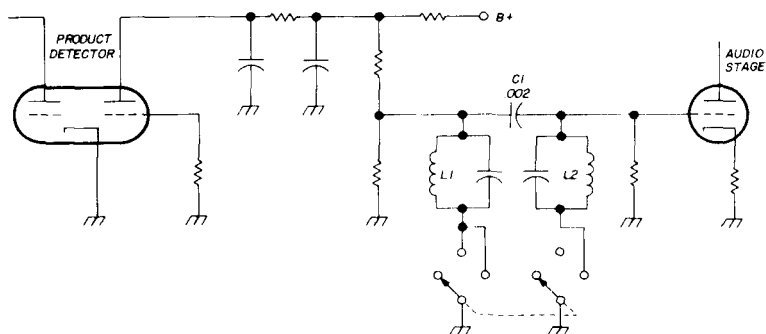 PRODUCT
DETECTOR
B+
C1
.002
L1
L2
AUDIO
STAGE